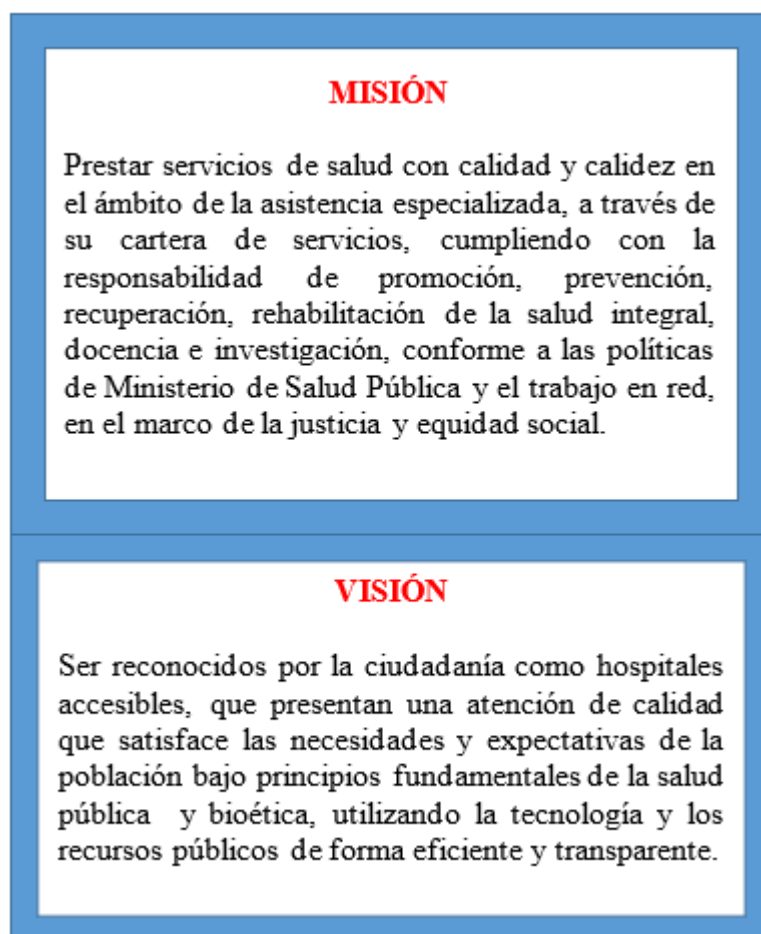 MISIÓN
Prestar servicios de salud con calidad y calidez en
el ámbito de la asistencia especializada, a través de
su cartera de servicios, cumpliendo con la
responsabilidad de promoción, prevención,
recuperación, rehabilitación de la salud integral,
docencia e investigación, conforme a las políticas
de Ministerio de Salud Pública y el trabajo en red,
en el marco de la justicia y equidad social.
VISIÓN
Ser reconocidos por la ciudadanía como hospitales
accesibles, que presentan una atención de calidad
que satisface las necesidades y expectativas de la
población bajo principios fundamentales de la salud
pública y bioética, utilizando la tecnología y los
recursos públicos de forma eficiente y transparente.